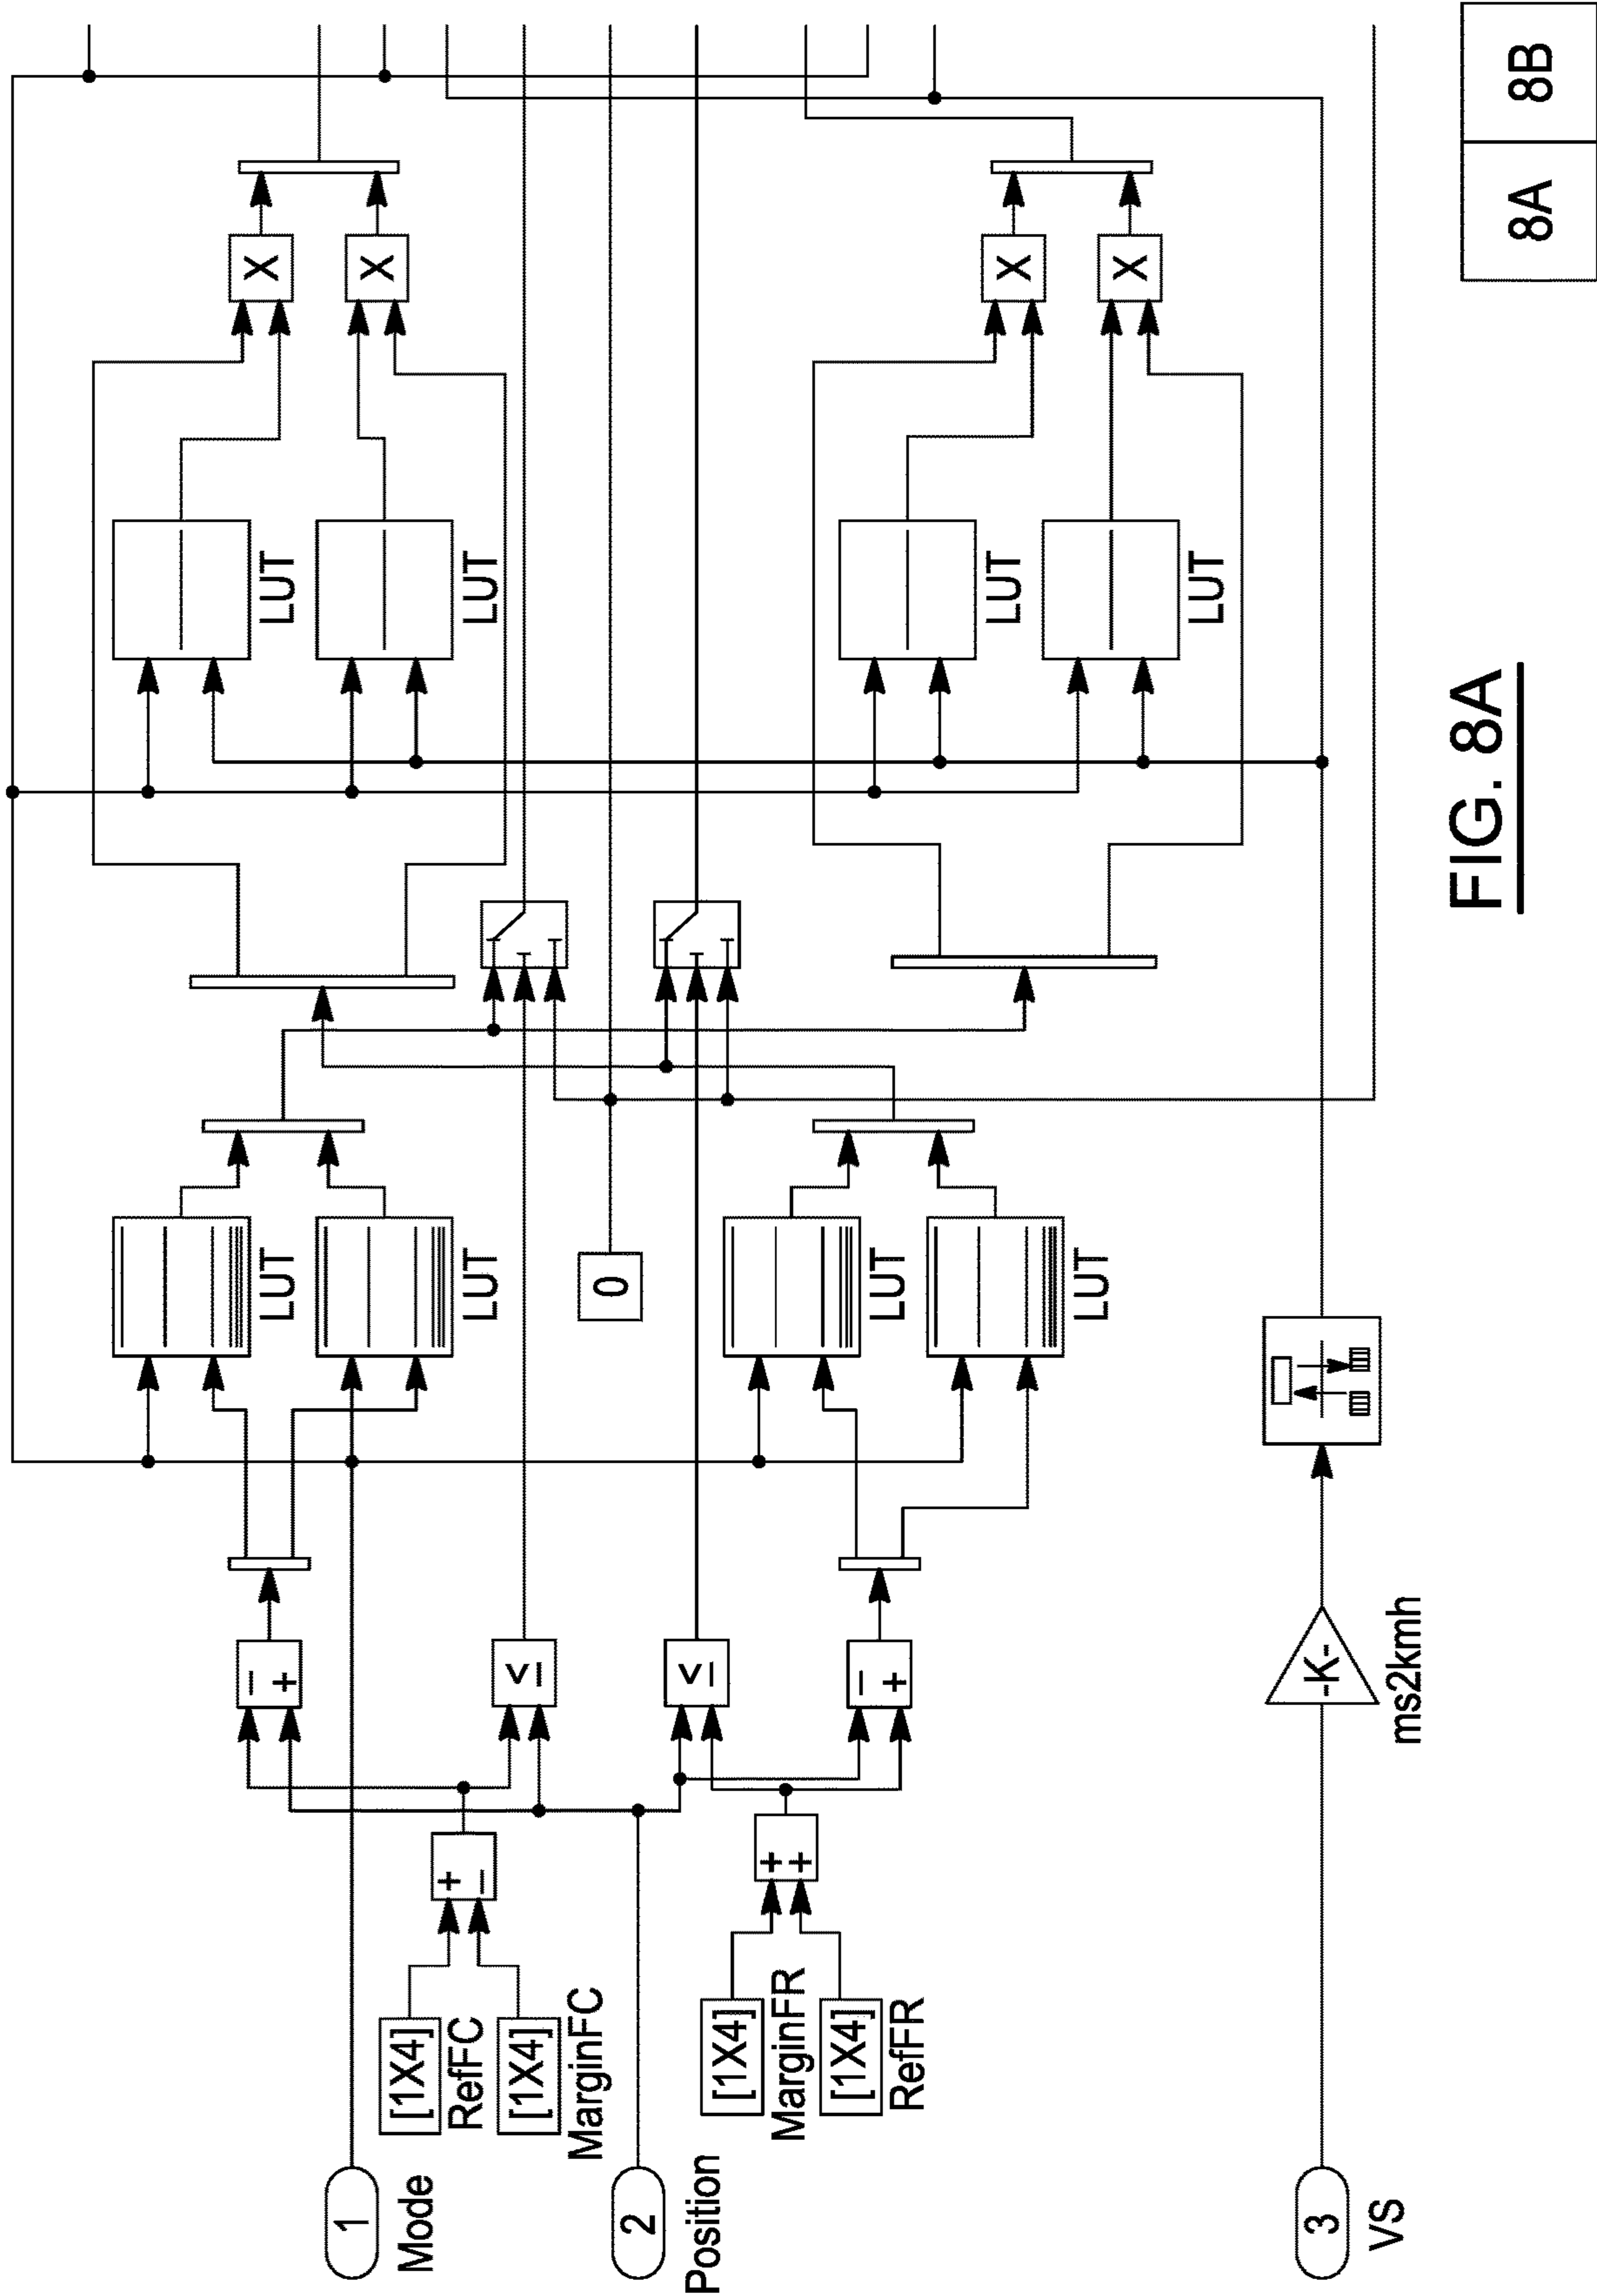 −
+
LUT
LUT
X
1
Mode
X
[1X4]
RefFC
+
−
LUT
LUT
[1X4]
MarginFC
≤
0
2
Position
≤
[1X4]
MarginFR
+
+
[1X4]
RefFR
−
+
LUT
LUT
X
LUT
LUT
X
3
VS
-K-
ms2kmh
FIG. 8A
8A 8B